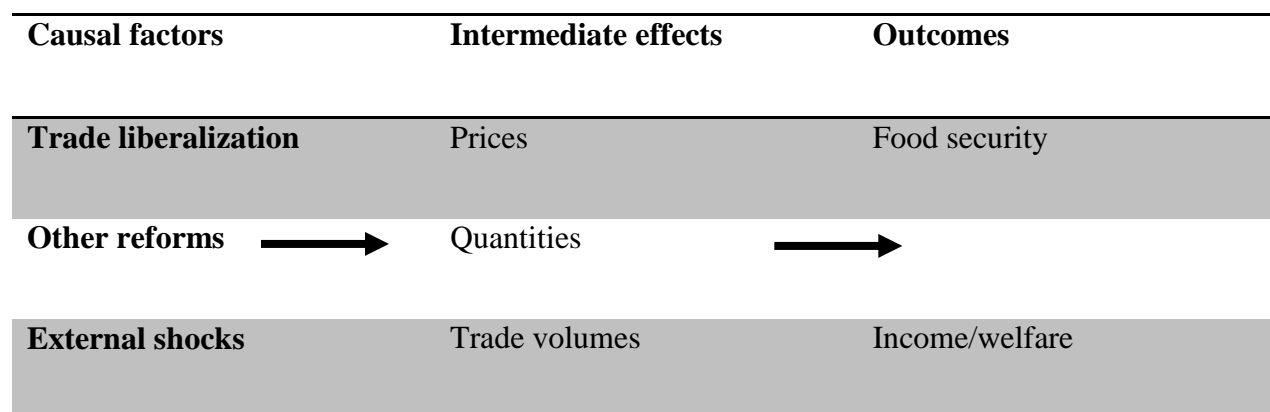 Causal factors Intermediate effects Outcomes
Trade liberalization Prices Food security
Other reforms Quantities
External shocks Trade volumes Income/welfare